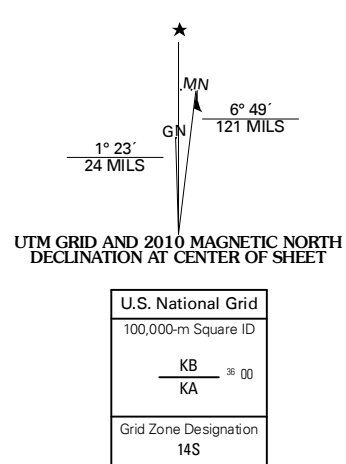 ★
MN
GN
6° 49´
121 MILS
1° 23´
24 MILS
UTM GRID AND 2010 MAGNETIC NORTH
DECLINATION AT CENTER OF SHEET
U.S. National Grid
100,000-m Square ID
KB
36 00
KA
Grid Zone Designation
14S